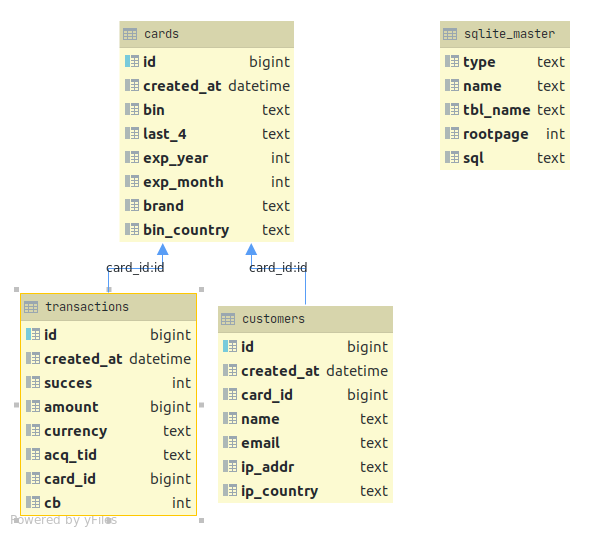 cards
id bigint
created_at datetime
bin text
last_4 text
exp_year int
exp_month int
brand text
bin_country text
sqlite_master
type text
name text
tbl_name text
rootpage int
sql text
card_id:id
card_id:id
transactions
id bigint
created_at datetime
succes int
amount bigint
currency text
acq_tid text
card_id bigint
cb int
customers
id bigint
created_at datetime
card_id bigint
name text
email text
ip_addr text
ip_country text
Powered by yFiles